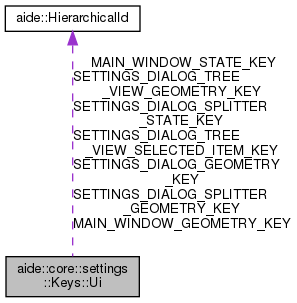 aide::HierarchicalId
MAIN_WINDOW_STATE_KEY
SETTINGS_DIALOG_TREE
_VIEW_GEOMETRY_KEY
SETTINGS_DIALOG_SPLITTER
_STATE_KEY
SETTINGS_DIALOG_TREE
_VIEW_SELECTED_ITEM_KEY
SETTINGS_DIALOG_GEOMETRY
_KEY
SETTINGS_DIALOG_SPLITTER
_GEOMETRY_KEY
MAIN_WINDOW_GEOMETRY_KEY
aide::core::settings
::Keys::Ui